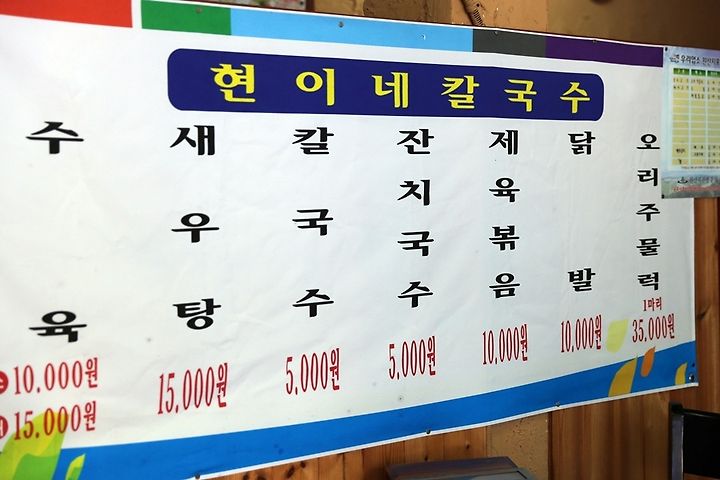 현이네칼국수
수육
10,000원
15,000원
새우탕
15,000원
칼국수
5,000원
잔치국수
5,000원
제육볶음
10,000원
닭발
10,000원
오리주물럭
1마리
35,000원